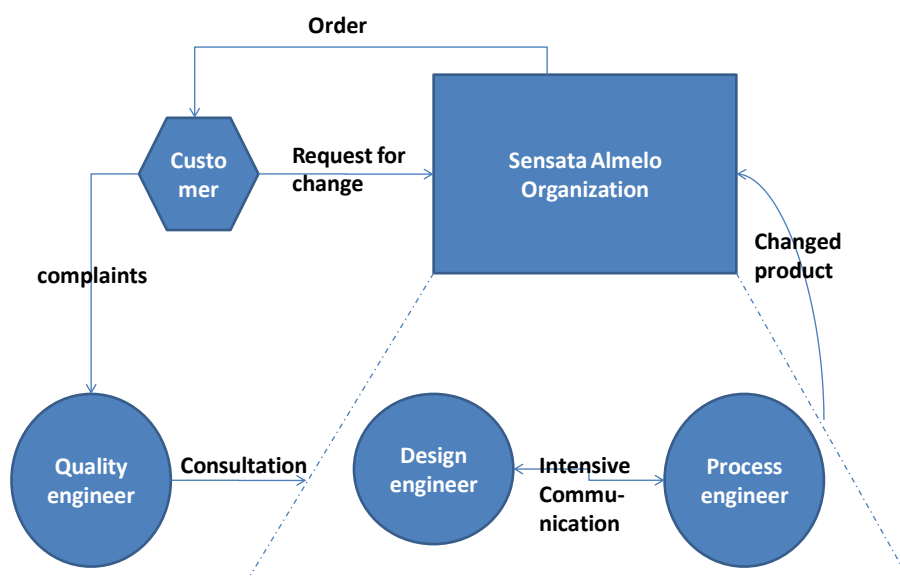 Order
Custo
mer
Request for
change
Sensata Almelo
Organization
complaints
Changed
product
Quality
engineer
Consultation
Design
engineer
Intensive
Commu-
nication
Process
engineer